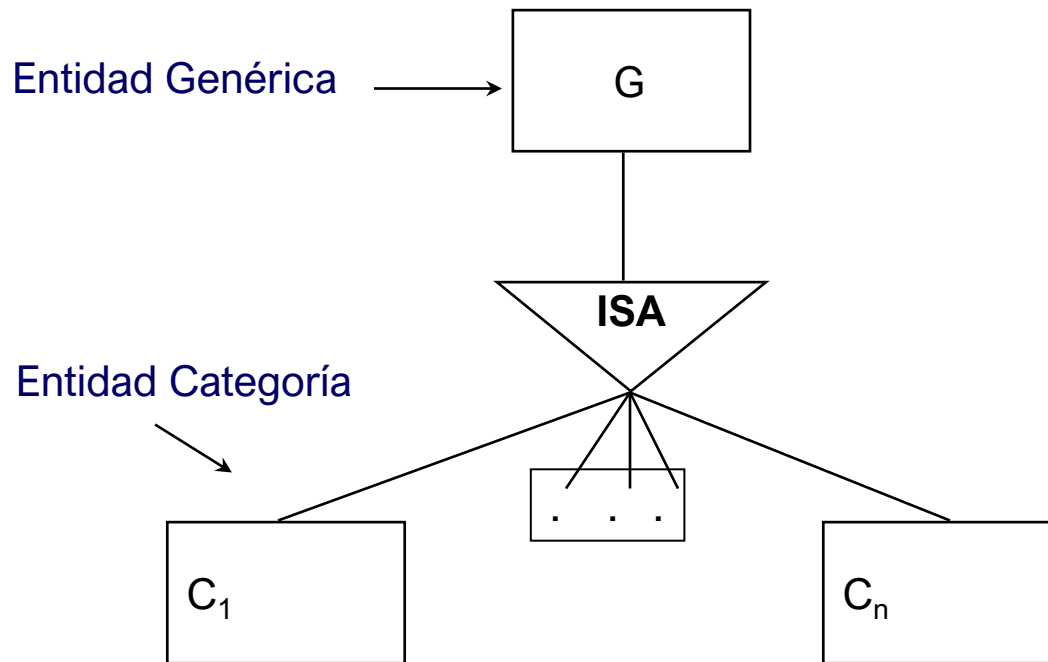 Entidad Genérica
G
ISA
Entidad Categoría
. . .
C₁
Cₙ